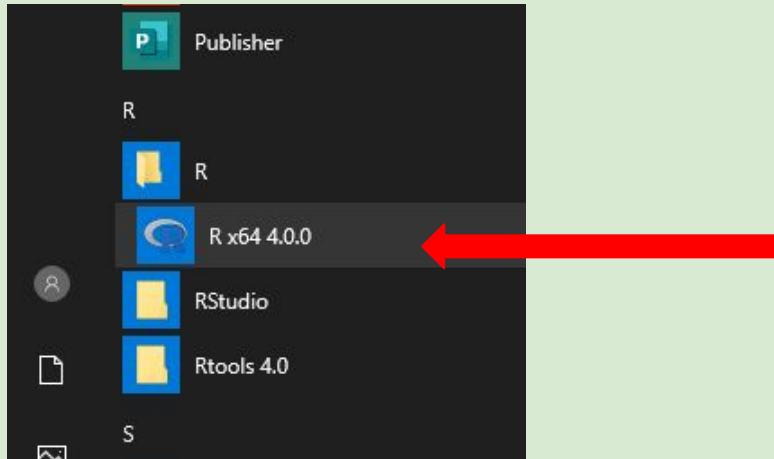 Publisher
R
R
R x64 4.0.0
RStudio
Rtools 4.0
S